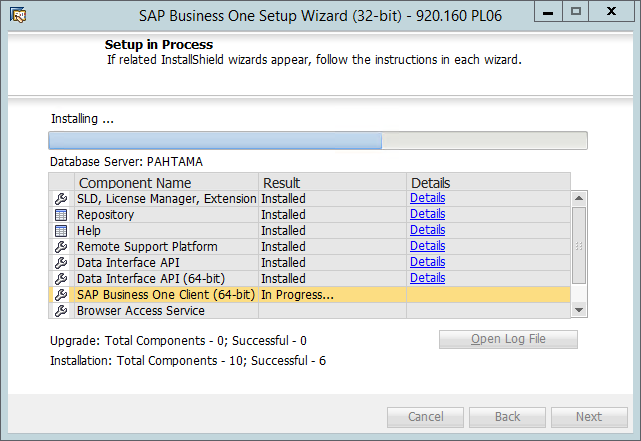 SAP Business One Setup Wizard (32-bit) - 920.160 PL06
Setup in Process
If related InstallShield wizards appear, follow the instructions in each wizard.
Installing ...
Database Server: PAHTAMA
Component Name Result Details
SLD, License Manager, Extension Installed Details
Repository Installed Details
Help Installed Details
Remote Support Platform Installed Details
Data Interface API Installed Details
Data Interface API (64-bit) Installed Details
SAP Business One Client (64-bit) In Progress...
Browser Access Service
Upgrade: Total Components - 0; Successful - 0
Open Log File
Installation: Total Components - 10; Successful - 6
Cancel Back Next